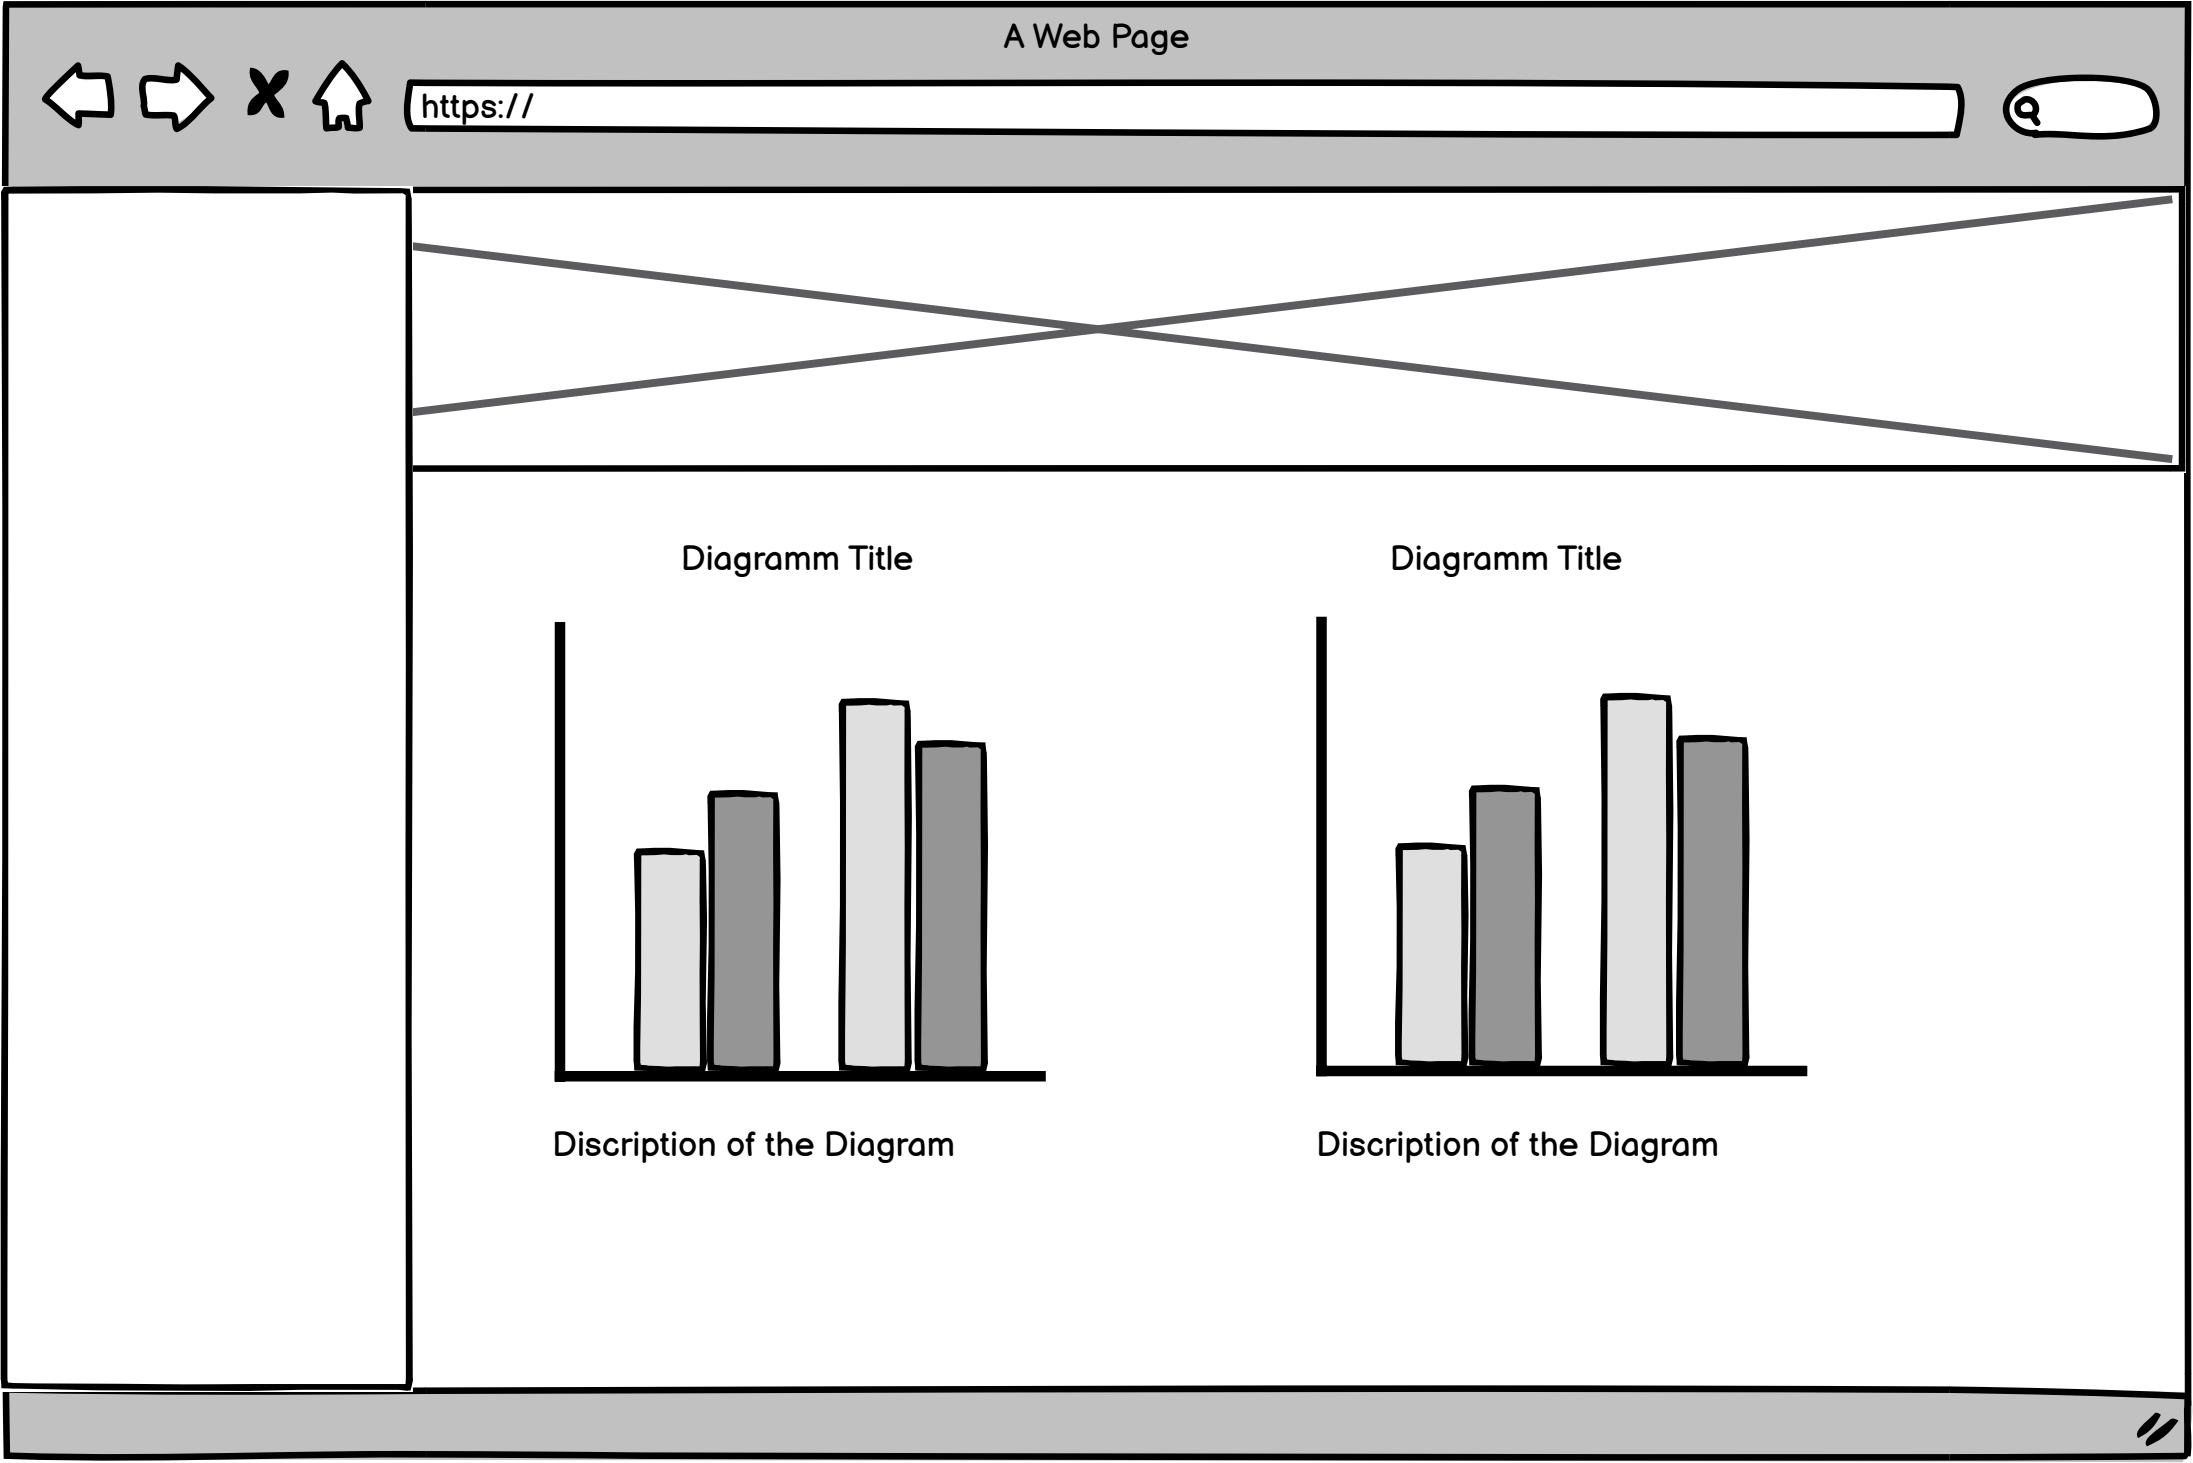 A Web Page
https://
Diagramm Title
Diagramm Title
Discription of the Diagram
Discription of the Diagram